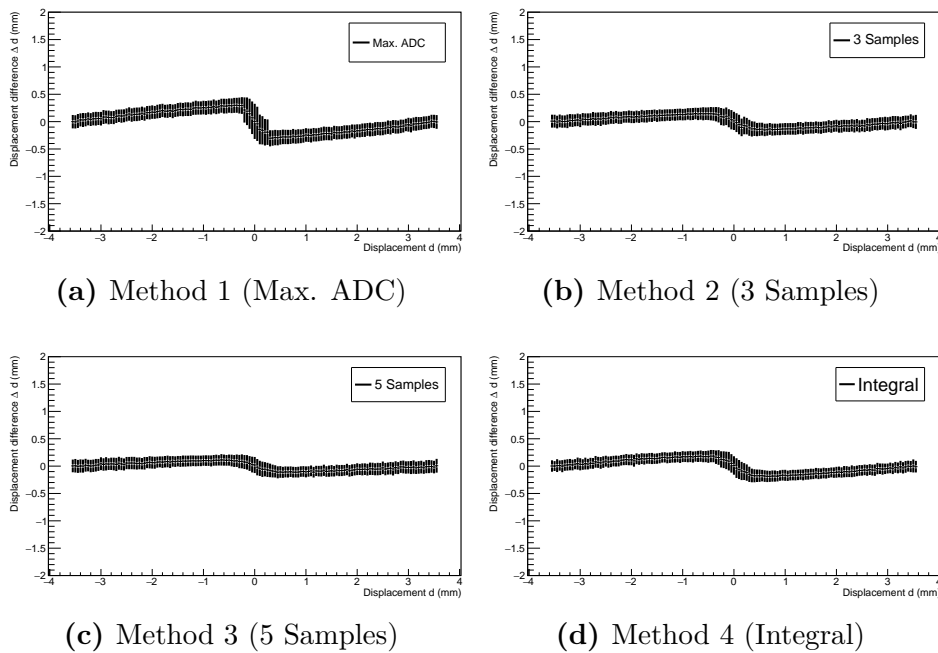 Displacement difference Δ d (mm)
2
1.5
1
0.5
0
−0.5
−1
−1.5
−2
Max. ADC
−4 −3 −2 −1 0 1 2 3 4
Displacement d (mm)
(a) Method 1 (Max. ADC)
Displacement difference Δ d (mm)
2
1.5
1
0.5
0
−0.5
−1
−1.5
−2
3 Samples
−4 −3 −2 −1 0 1 2 3 4
Displacement d (mm)
(b) Method 2 (3 Samples)
Displacement difference Δ d (mm)
2
1.5
1
0.5
0
−0.5
−1
−1.5
−2
5 Samples
−4 −3 −2 −1 0 1 2 3 4
Displacement d (mm)
(c) Method 3 (5 Samples)
Displacement difference Δ d (mm)
2
1.5
1
0.5
0
−0.5
−1
−1.5
−2
Integral
−4 −3 −2 −1 0 1 2 3 4
Displacement d (mm)
(d) Method 4 (Integral)